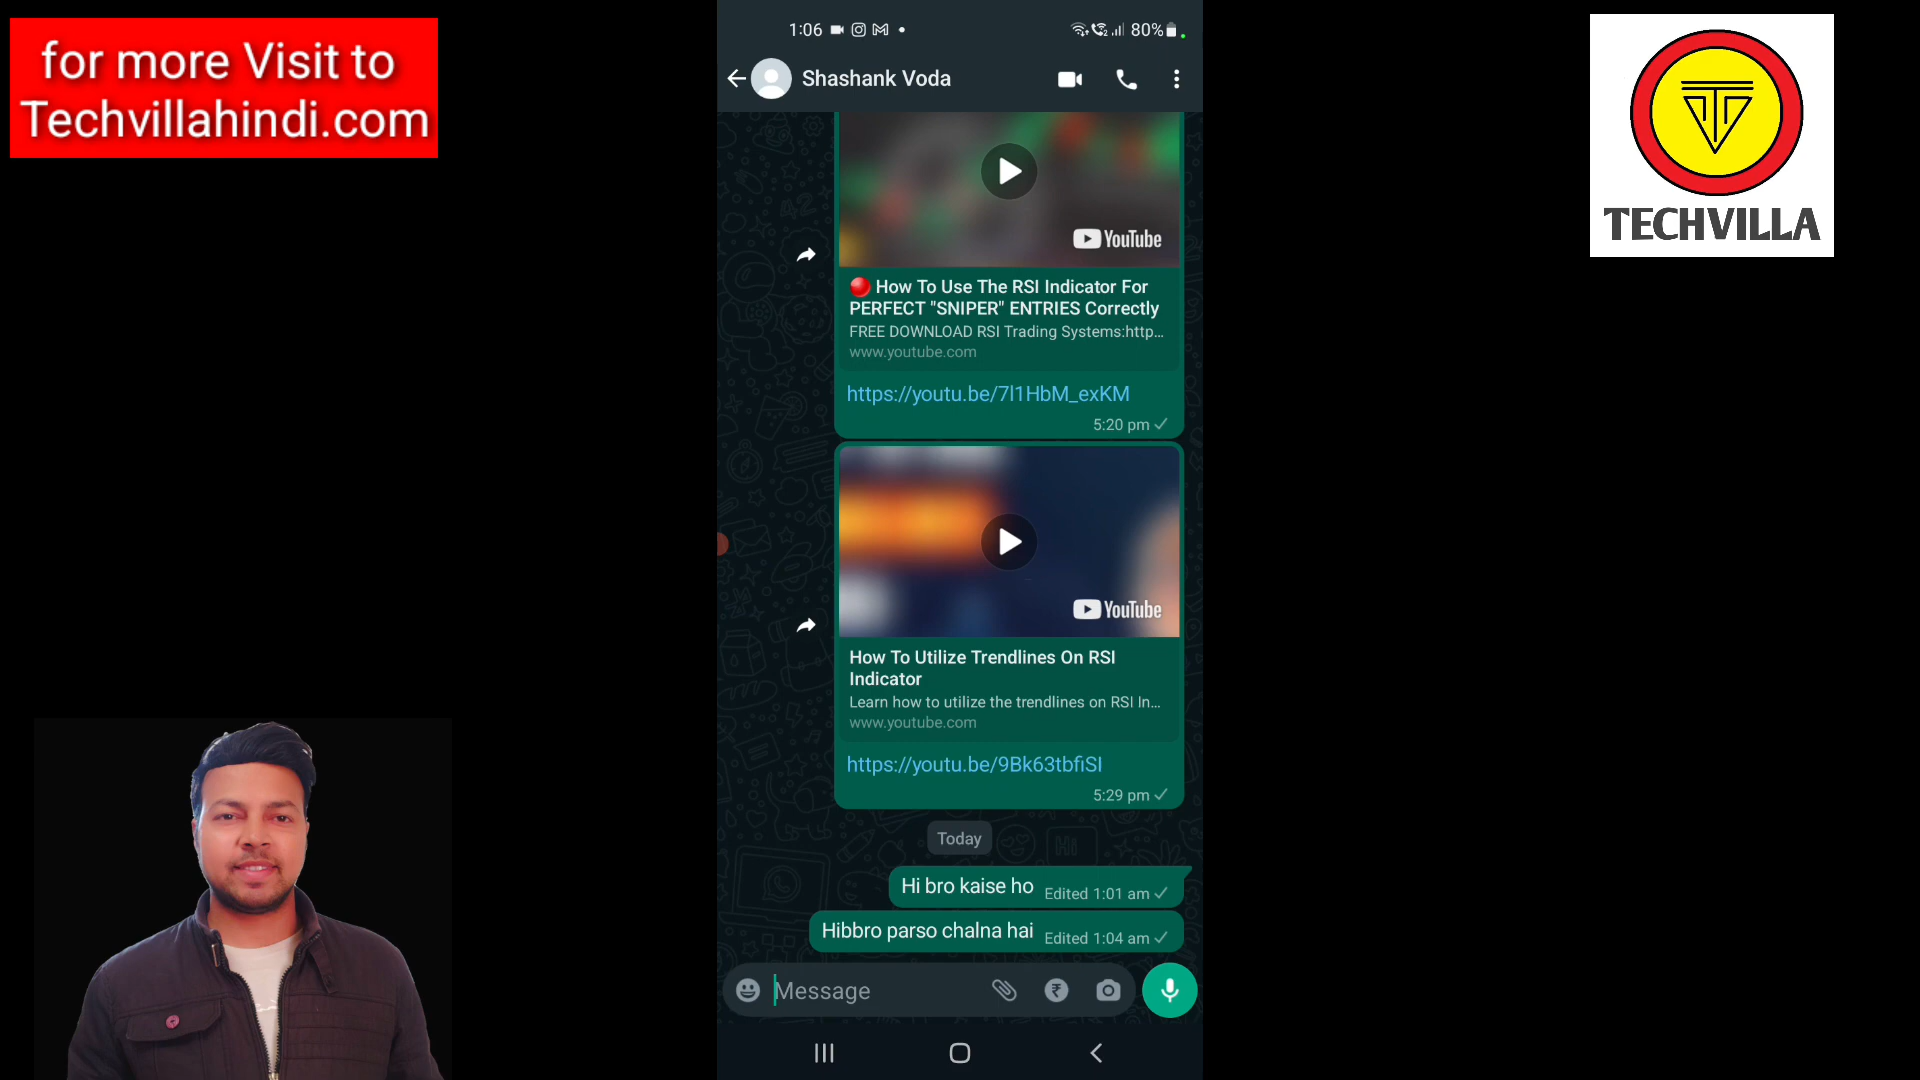 for more Visit to
Techvillahindi.com
TECHVILLA
1:06
80%
Shashank Voda
YouTube
How To Use The RSI Indicator For
PERFECT "SNIPER" ENTRIES Correctly
FREE DOWNLOAD RSI Trading Systems:http...
www.youtube.com
https://youtu.be/7l1HbM_exKM
5:20 pm
YouTube
How To Utilize Trendlines On RSI
Indicator
Learn how to utilize the trendlines on RSI In...
www.youtube.com
https://youtu.be/9Bk63tbfiSI
5:29 pm
Today
Hi bro kaise ho Edited 1:01 am
Hibbro parso chalna hai Edited 1:04 am
Message